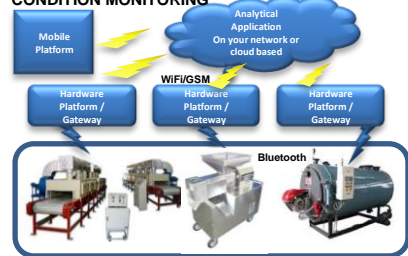 CONDITION MONITORING
Mobile
Platform
Analytical
Application
On your network or
cloud based
WiFi/GSM
Hardware
Platform /
Gateway
Hardware
Platform /
Gateway
Hardware
Platform /
Gateway
Bluetooth